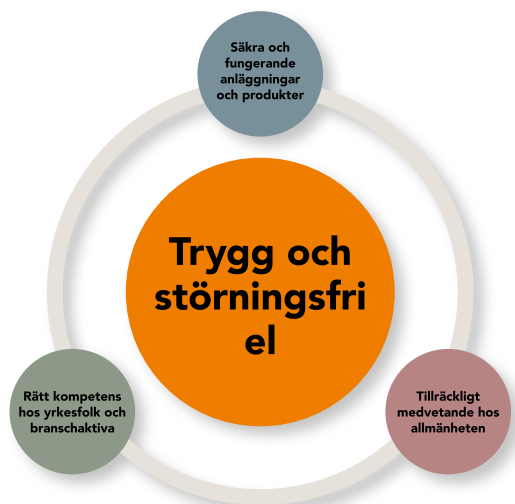 Säkra och
fungerande
anläggningar
och produkter
Trygg och
störningsfri
el
Rätt kompetens
hos yrkesfolk och
branschaktiva
Tillräckligt
medvetande hos
allmänheten